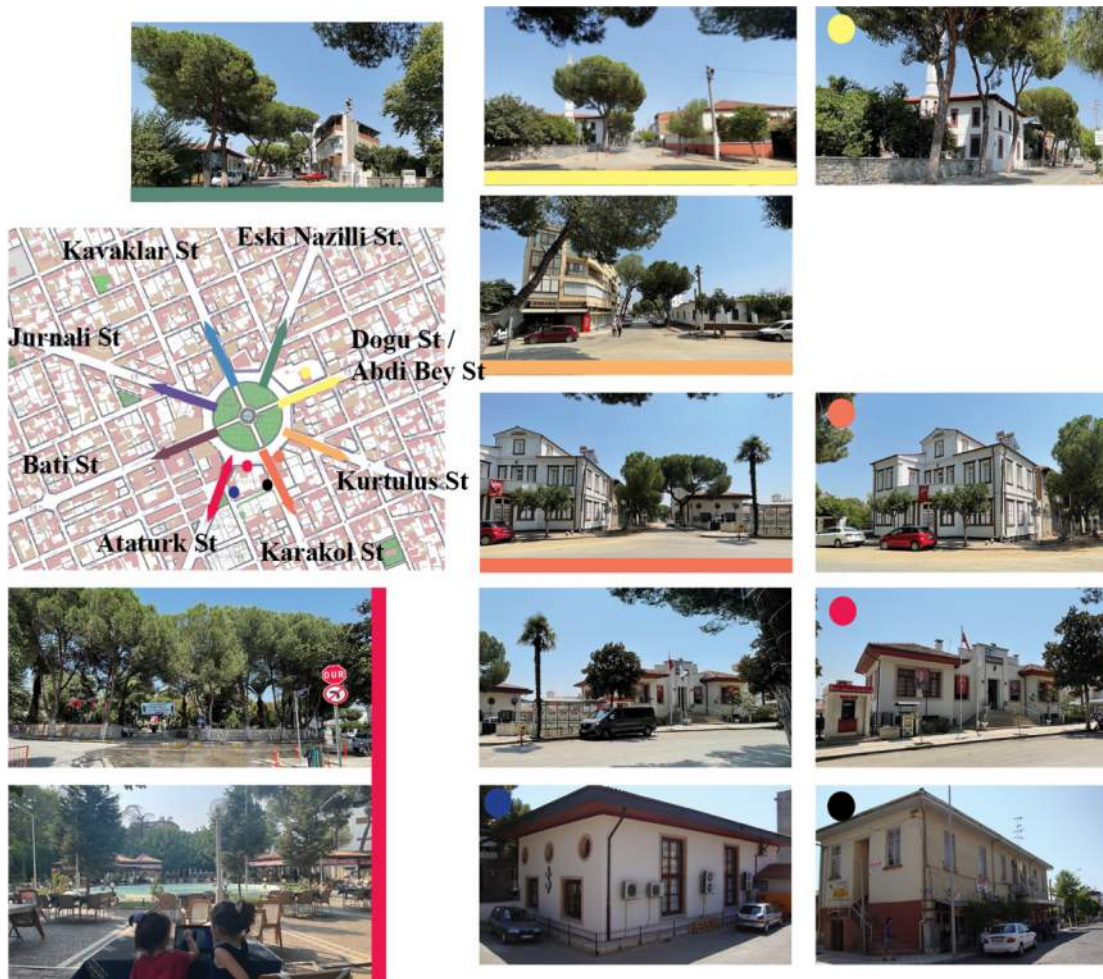 Kavaklar St
Eski Nazilli St.
Jurnali St
Dogu St /
Abdi Bey St
Bati St
Kurtulus St
Ataturk St
Karakol St
DUR